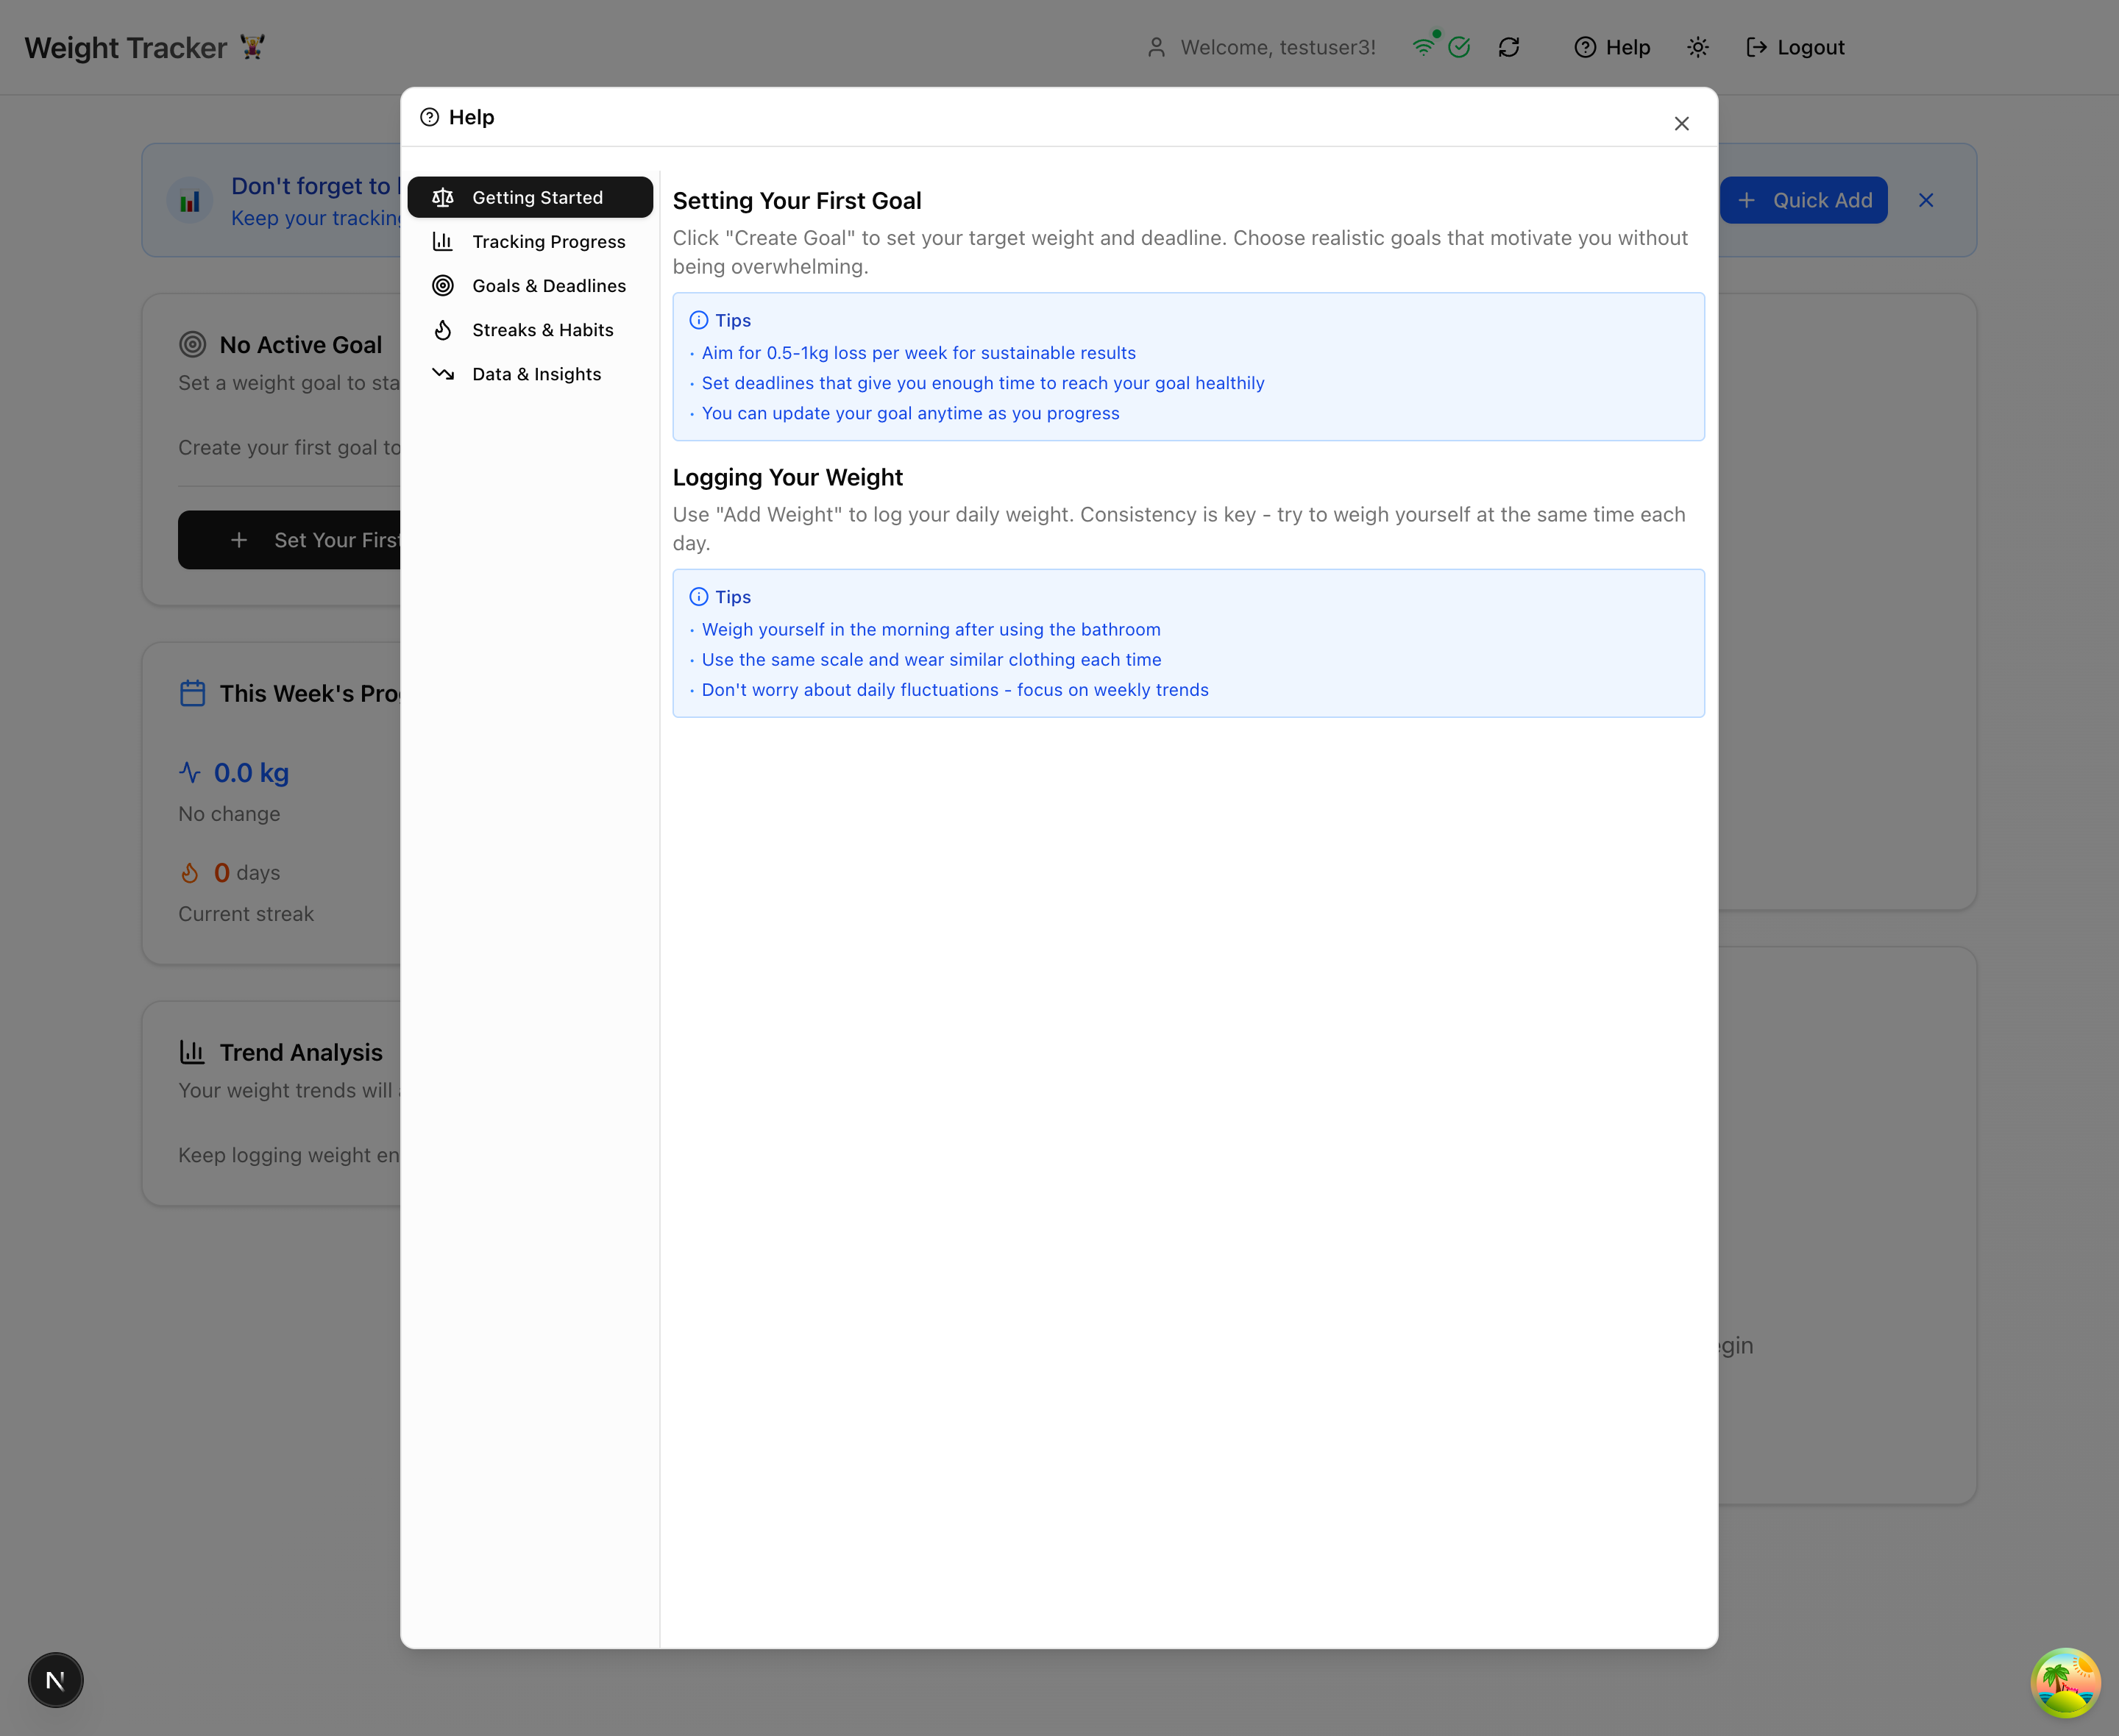 Weight Tracker
Welcome, testuser3!
Help
Logout
Don't forget to
Keep your tracking
Quick Add
No Active Goal
Set a weight goal to sta
Create your first goal to
Set Your First
This Week's Pro
0.0 kg
No change
0 days
Current streak
Trend Analysis
Your weight trends will
Keep logging weight en
Help
Getting Started
Tracking Progress
Goals & Deadlines
Streaks & Habits
Data & Insights
Setting Your First Goal
Click "Create Goal" to set your target weight and deadline. Choose realistic goals that motivate you without
being overwhelming.
Tips
· Aim for 0.5-1kg loss per week for sustainable results
· Set deadlines that give you enough time to reach your goal healthily
· You can update your goal anytime as you progress
Logging Your Weight
Use "Add Weight" to log your daily weight. Consistency is key - try to weigh yourself at the same time each
day.
Tips
· Weigh yourself in the morning after using the bathroom
· Use the same scale and wear similar clothing each time
· Don't worry about daily fluctuations - focus on weekly trends
egin
N